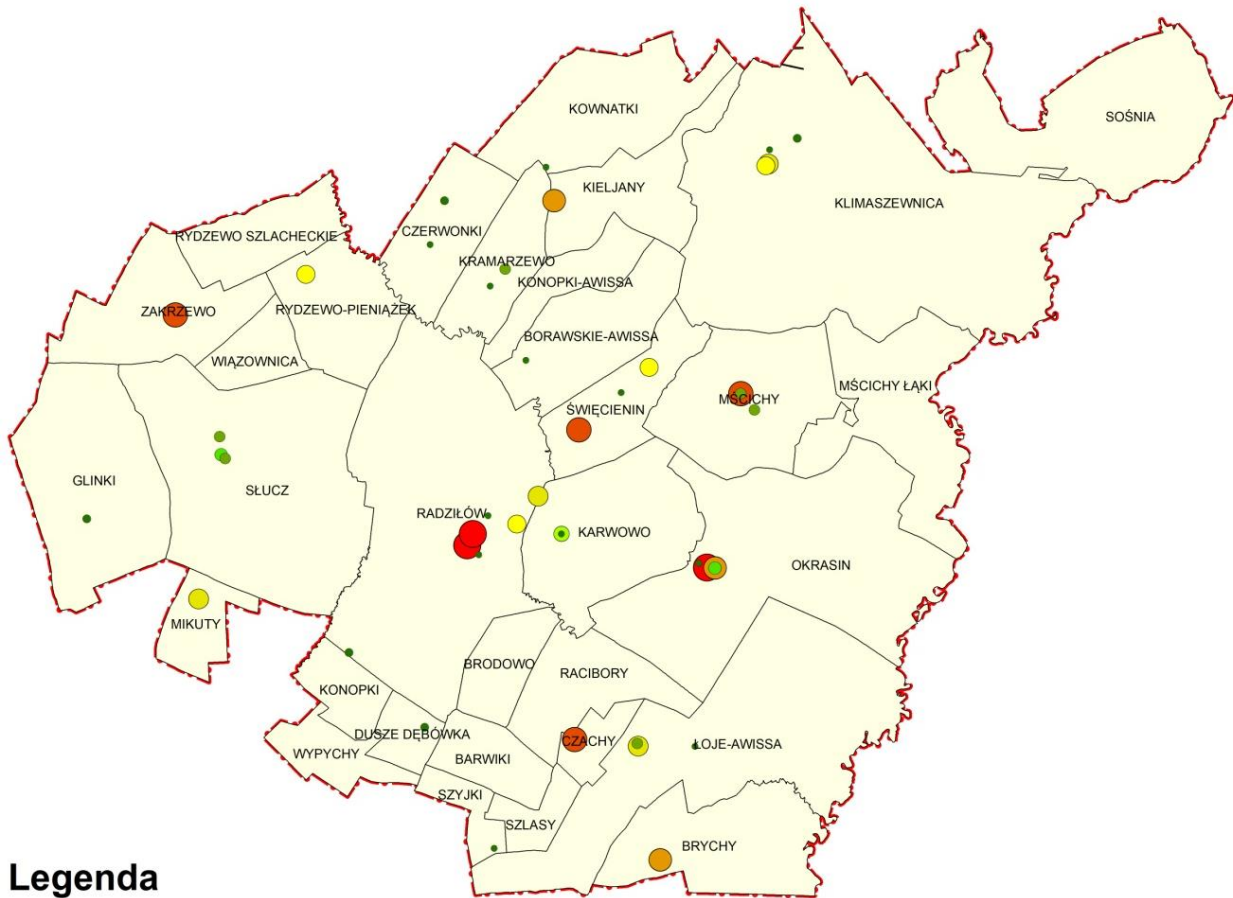 KOWNATKI
SOŚNIA
KIELJANY
KLIMASZEWNICA
CZERWONKI
RYDZEWO SZLACHECKIE
KRAMARZEWO
KONOPKI-AWISSA
ZAKRZEWO
RYDZEWO-PIENIĄŻEK
BORAWSKIE-AWISSA
WIĄZOWNICA
MŚCICHY ŁĄKI
MŚCICHY
ŚWIĘCIENIN
GLINKI
SŁUCZ
RADZIŁÓW
KARWOWO
OKRASIN
MIKUTY
BRODOWO
RACIBORY
KONOPKI
DUSZE DĘBÓWKA
CZACHY
ŁOJE-AWISSA
WYPYCHY
BARWIKI
SZYJKI
SZLASY
BRYCHY
Legenda